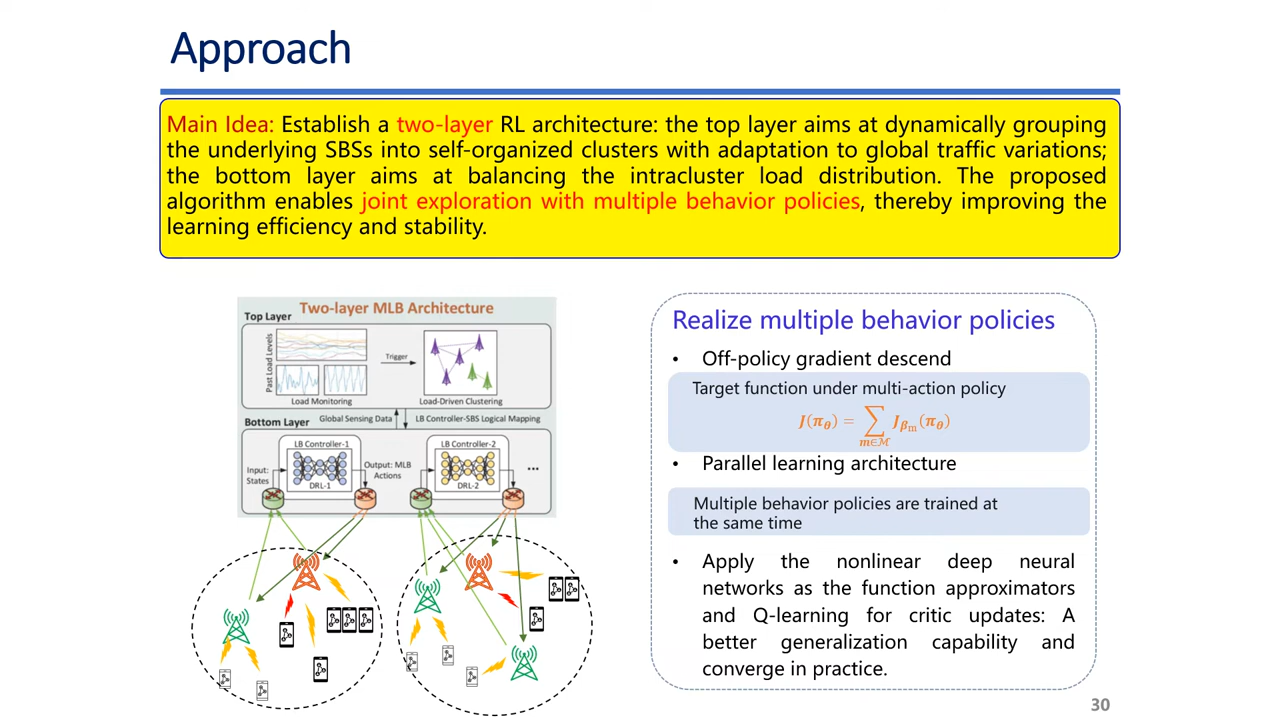 Approach
Main Idea: Establish a two-layer RL architecture: the top layer aims at dynamically grouping
the underlying SBSs into self-organized clusters with adaptation to global traffic variations;
the bottom layer aims at balancing the intracluster load distribution. The proposed
algorithm enables joint exploration with multiple behavior policies, thereby improving the
learning efficiency and stability.
Two-layer MLB Architecture
Top Layer
Past Load Levels
Trigger
Load Monitoring
Load-Driven Clustering
Global Sensing Data
LB Controller-SBS Logical Mapping
Bottom Layer
LB Controller-1
LB Controller-2
Input:
States
Output: MLB
Actions
...
DRL-1
DRL-2
Realize multiple behavior policies
• Off-policy gradient descend
Target function under multi-action policy
J(π_θ) = ∑_{m∈ℳ} J_{β_m}(π_θ)
• Parallel learning architecture
Multiple behavior policies are trained at
the same time
• Apply the nonlinear deep neural
networks as the function approximators
and Q-learning for critic updates: A
better generalization capability and
converge in practice.
30